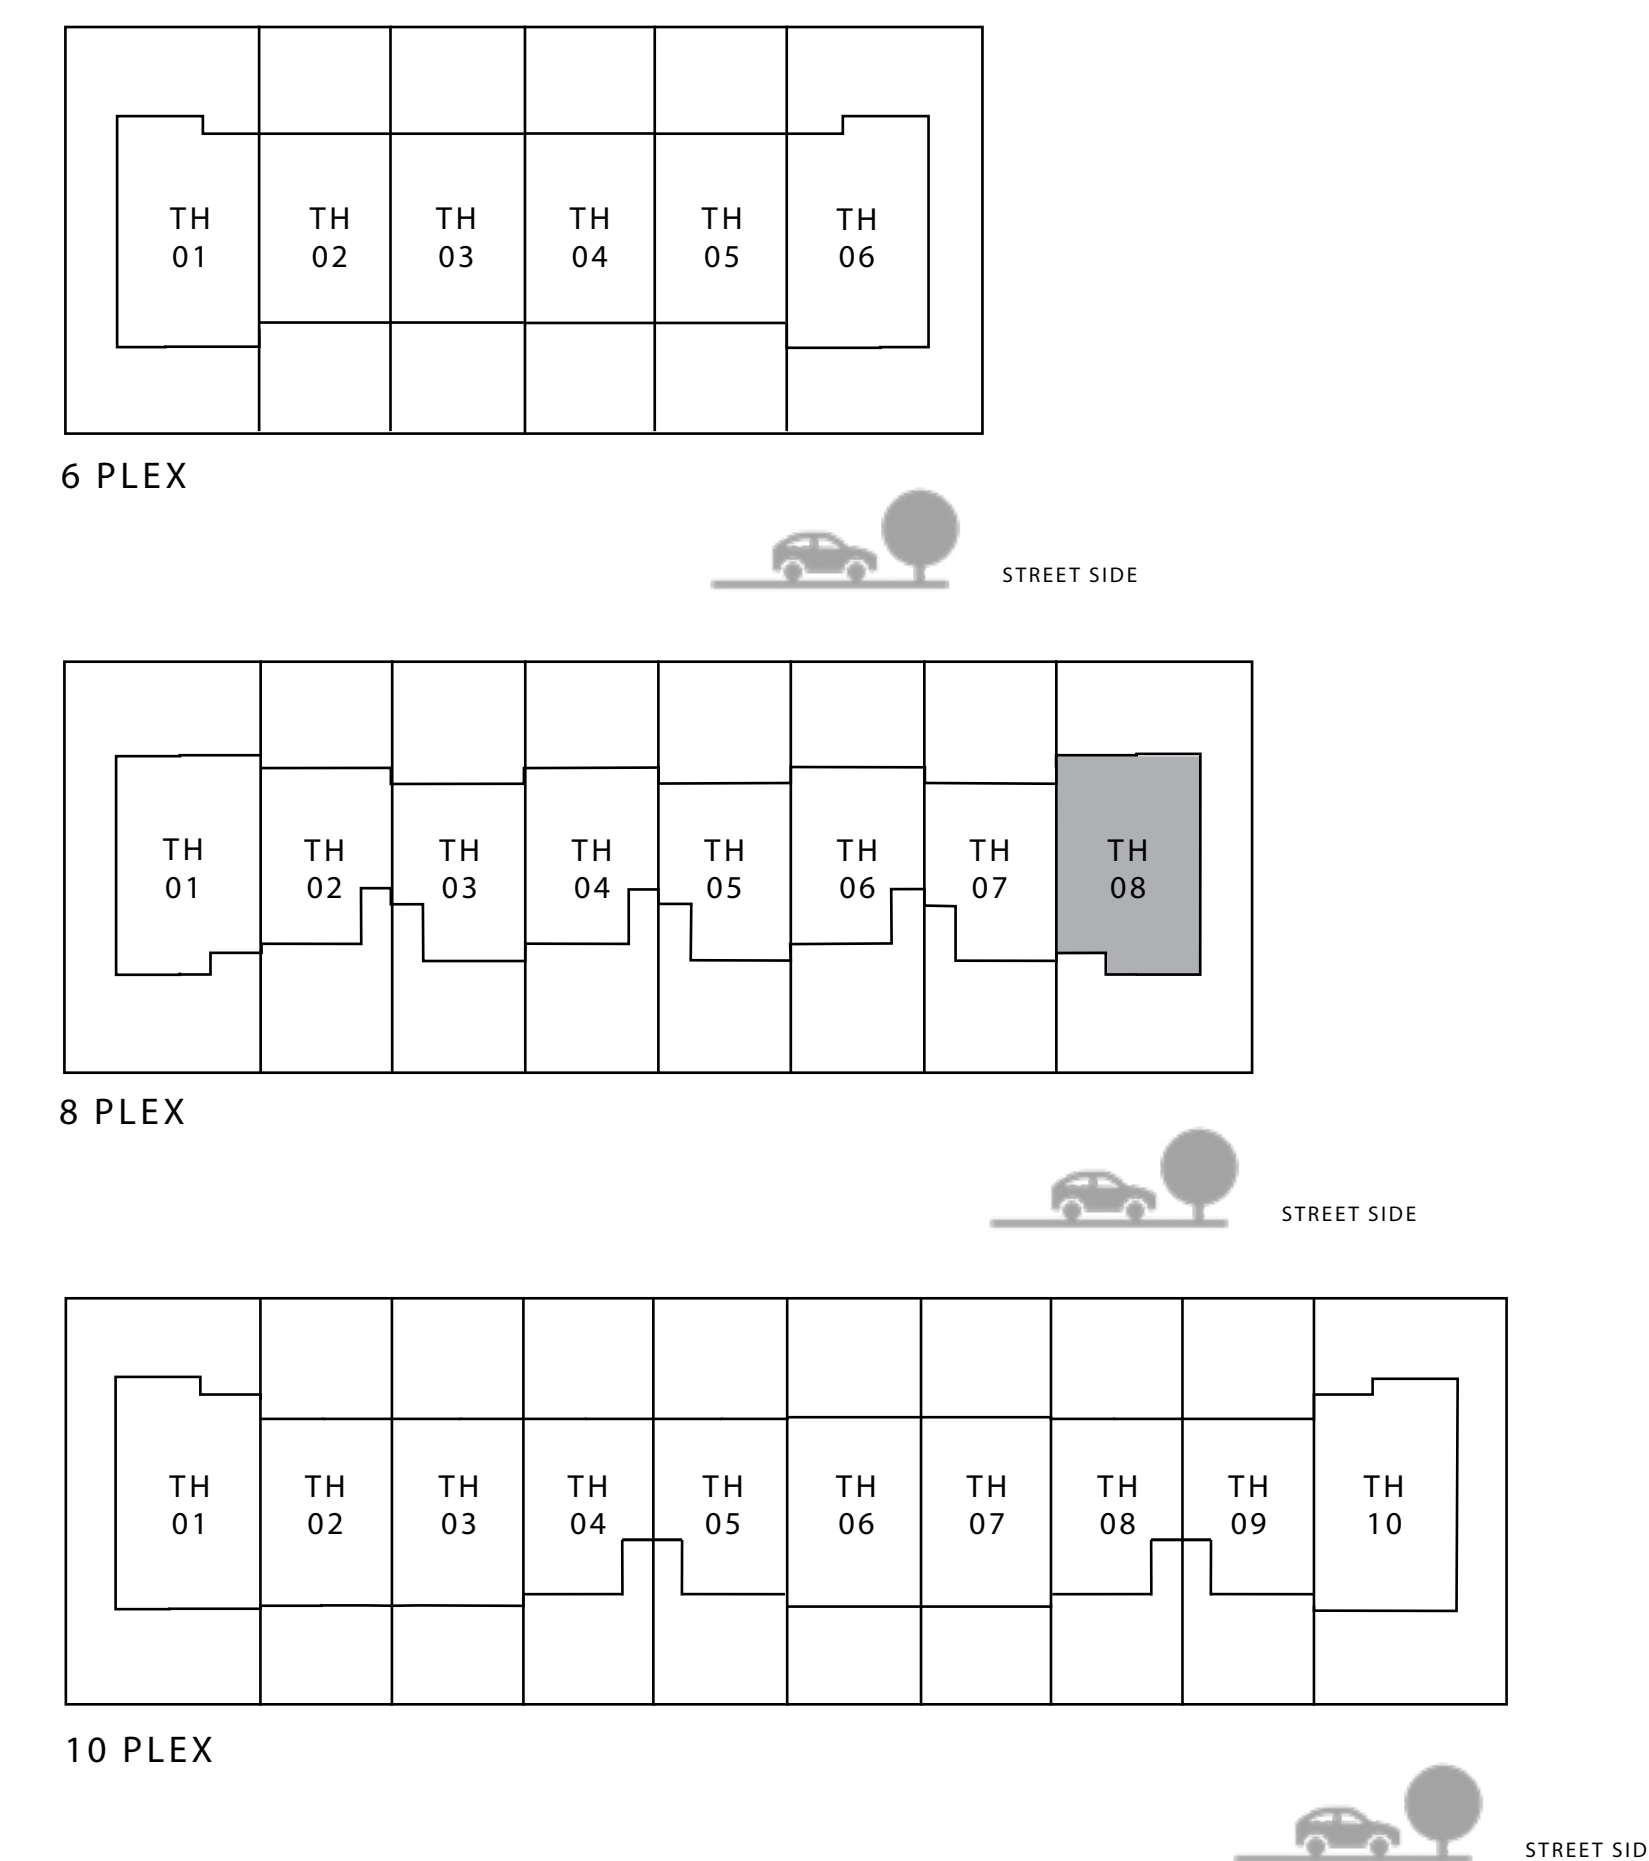 TH TH TH TH TH TH
01 02 03 04 05 06
6 PLEX
STREET SIDE
TH TH TH TH TH TH TH TH
01 02 03 04 05 06 07 08
8 PLEX
STREET SIDE
TH TH TH TH TH TH TH TH TH TH
01 02 03 04 05 06 07 08 09 10
10 PLEX
STREET SID